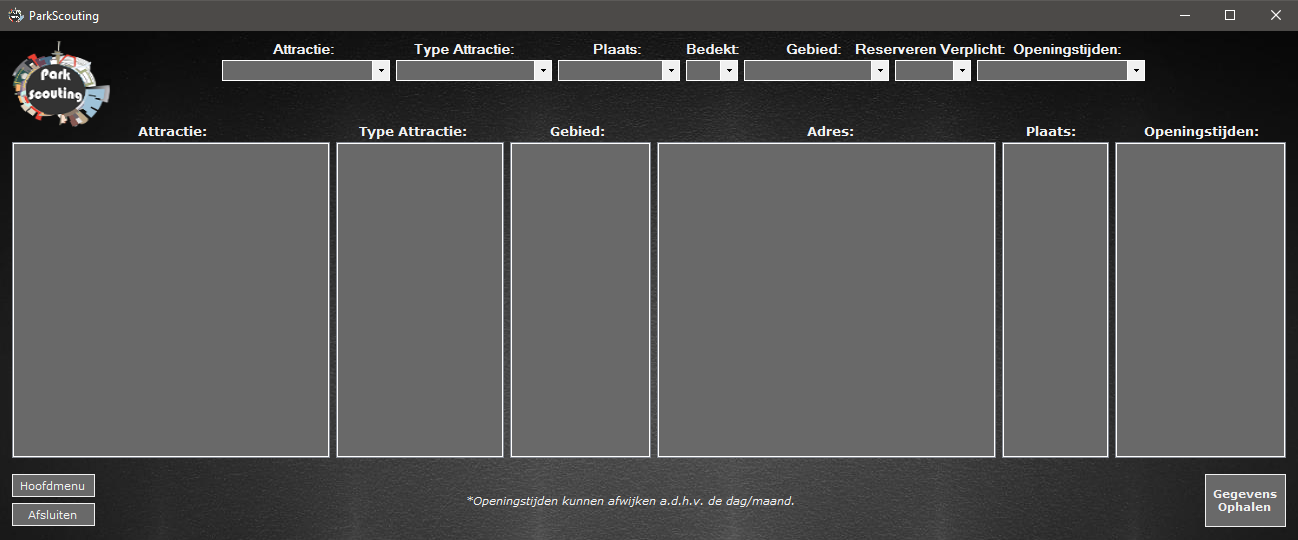 ParkScouting
Park
scouting
Attractie: Type Attractie: Plaats: Bedekt: Gebied: Reserveren Verplicht: Openingstijden:
Attractie: Type Attractie: Gebied: Adres: Plaats: Openingstijden:
Hoofdmenu
Afsluiten
*Openingstijden kunnen afwijken a.d.h.v. de dag/maand.
Gegevens
Ophalen